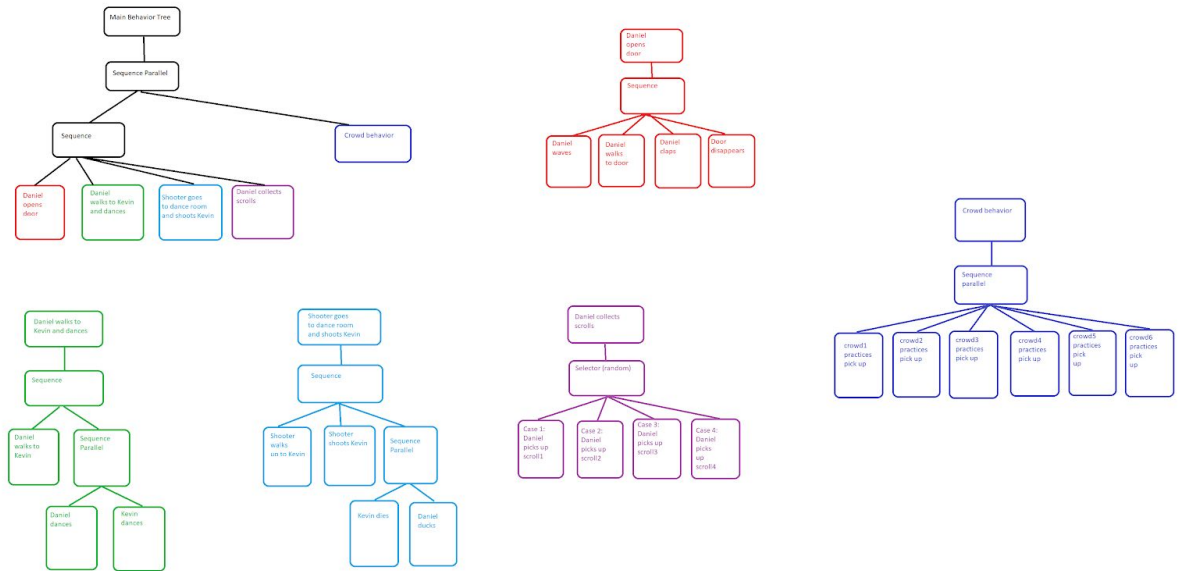 Main Behavior Tree
Sequence Parallel
Sequence
Crowd behavior
Daniel
opens
door
Daniel
walks to Kevin
and dances
Shooter goes
to dance room
and shoots Kevin
Daniel collects
scrolls
Daniel
opens
door
Sequence
Daniel
waves
Daniel
walks
to door
Daniel
claps
Door
disappears
Crowd behavior
Sequence
parallel
crowd1
practices
pick up
crowd2
practices
pick up
crowd3
practices
pick up
crowd4
practices
pick up
crowd5
practices
pick
up
crowd6
practices
pick
up
Daniel walks to
Kevin and dances
Sequence
Daniel
walks to
Kevin
Sequence
Parallel
Daniel
dances
Kevin
dances
Shooter goes
to dance room
and shoots Kevin
Sequence
Shooter
walks
up to Kevin
Shooter
shoots Kevin
Sequence
Parallel
Kevin dies
Daniel
ducks
Daniel collects
scrolls
Selector (random)
Case 1:
Daniel
picks up
scroll1
Case 2:
Daniel
picks up
scroll2
Case 3:
Daniel
picks up
scroll3
Case 4:
Daniel
picks
up
scroll4